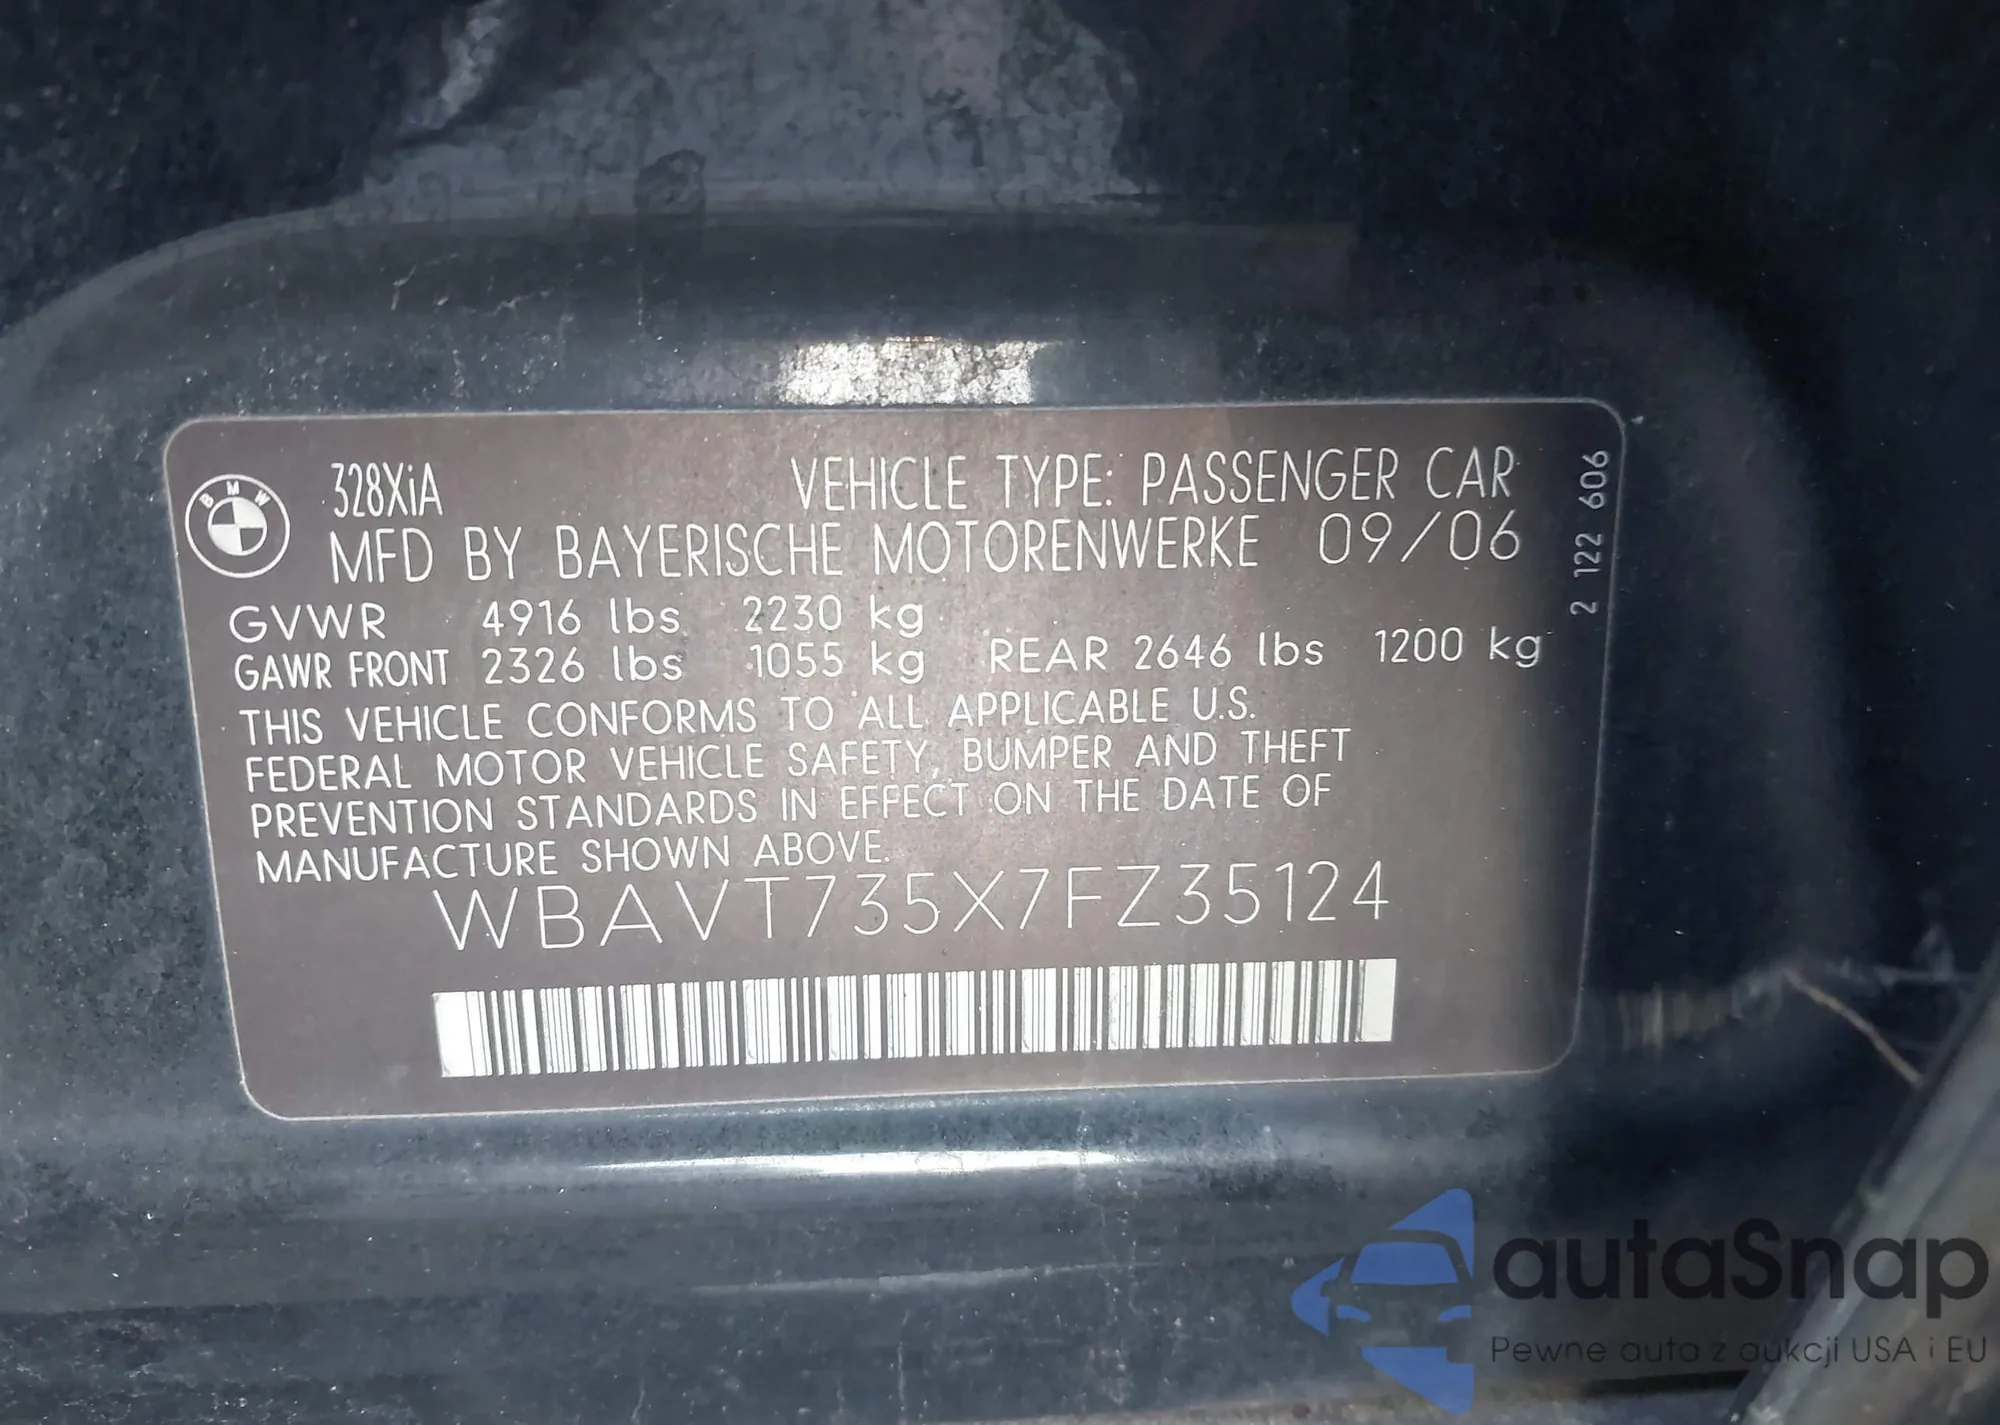 BMW
328XiA
VEHICLE TYPE: PASSENGER CAR
MFD BY BAYERISCHE MOTORENWERKE 09/06
GVWR 4916 lbs 2230 kg
GAWR FRONT 2326 lbs 1055 kg REAR 2646 lbs 1200 kg
THIS VEHICLE CONFORMS TO ALL APPLICABLE U.S.
FEDERAL MOTOR VEHICLE SAFETY, BUMPER AND THEFT
PREVENTION STANDARDS IN EFFECT ON THE DATE OF
MANUFACTURE SHOWN ABOVE.
WBAVT735X7FZ35124
2 122 606
autaSnap
Pewne auta z aukcji USA i EU